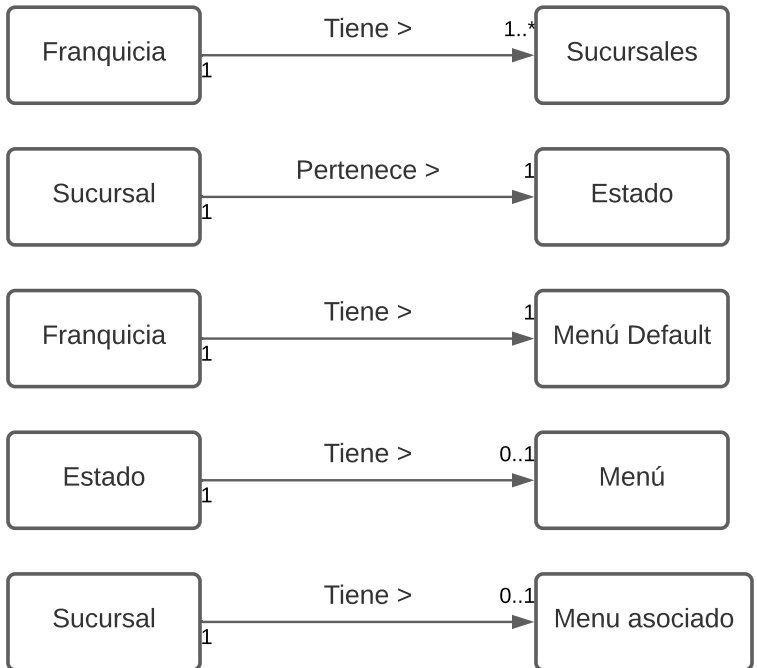 Tiene >
1..*
Franquicia
Sucursales
1
Pertenece >
1
Sucursal
Estado
1
Tiene >
1
Franquicia
Menú Default
1
Tiene >
0..1
Estado
Menú
1
Tiene >
0..1
Sucursal
Menu asociado
1